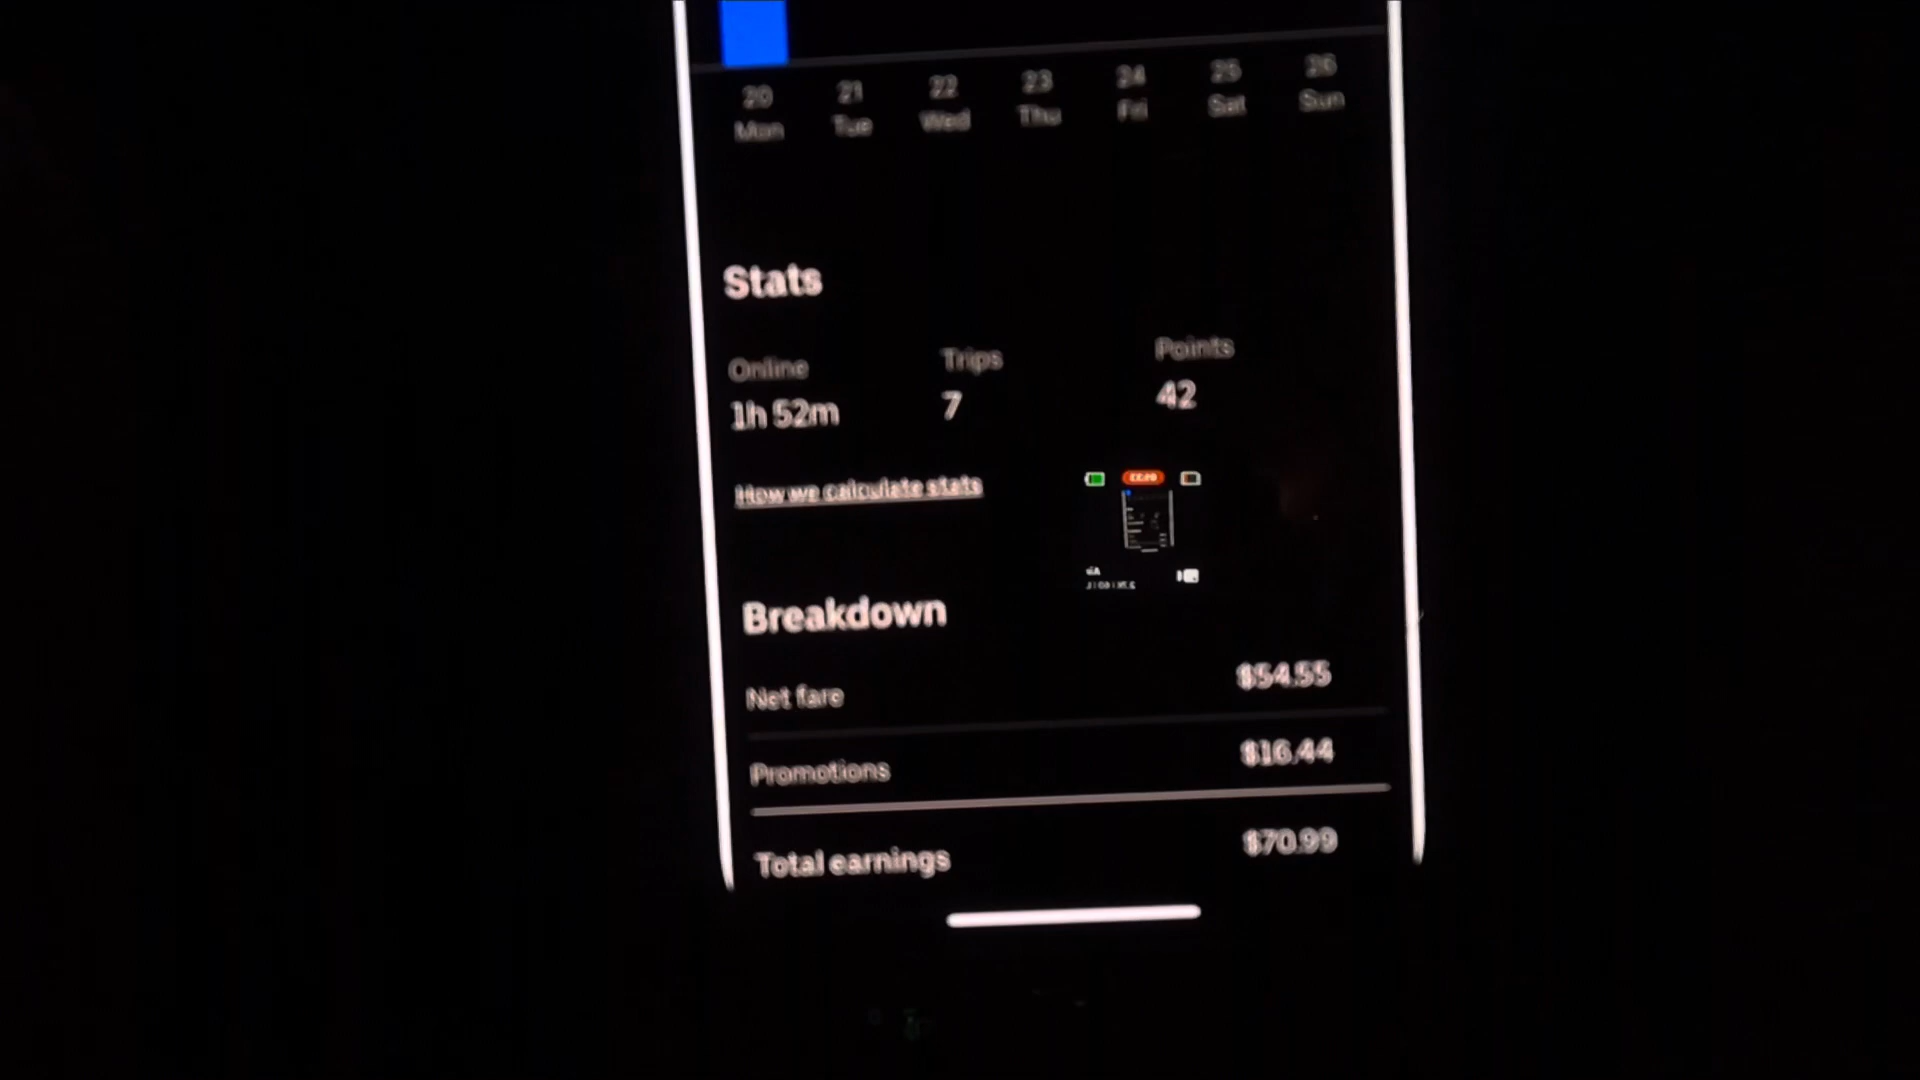 20 21 22 23 24 25 26
Mon Tue Wed Thu Fri Sat Sun
Stats
Online Trips Points
1h 52m 7 42
How we calculate stats
Breakdown
Net fare $54.55
Promotions $16.44
Total earnings $70.99